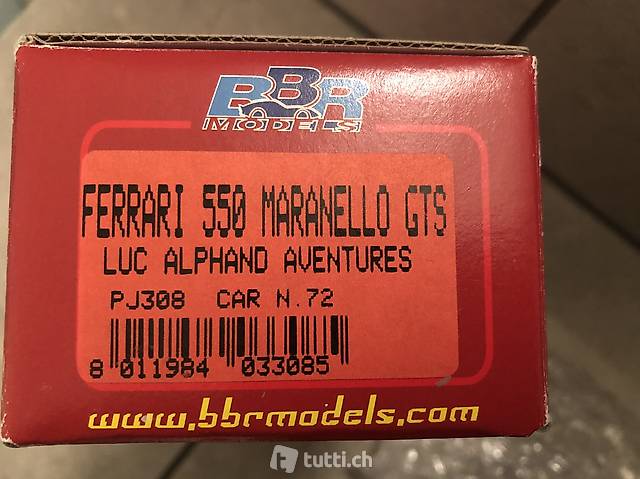 BBR
MODELS
FERRARI 550 MARANELLO GTS
LUC ALPHAND AVENTURES
PJ308 CAR N.72
8 011984 033085
www.bbrmodels.com
tutti.ch